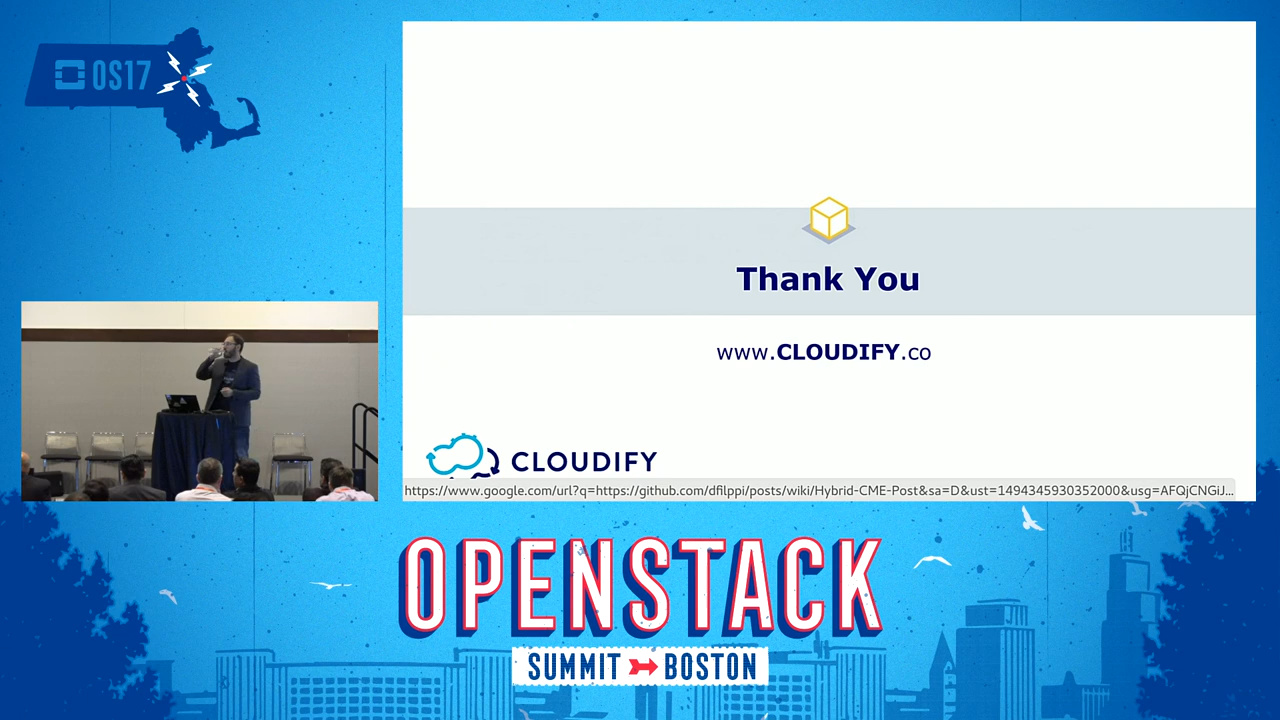 OS17
Thank You
www.CLOUDIFY.co
CLOUDIFY
https://www.google.com/url?q=https://github.com/dfilppi/posts/wiki/Hybrid-CME-Post&sa=D&ust=1494345930352000&usg=AFQjCNGiJ...
OPENSTACK
SUMMIT BOSTON